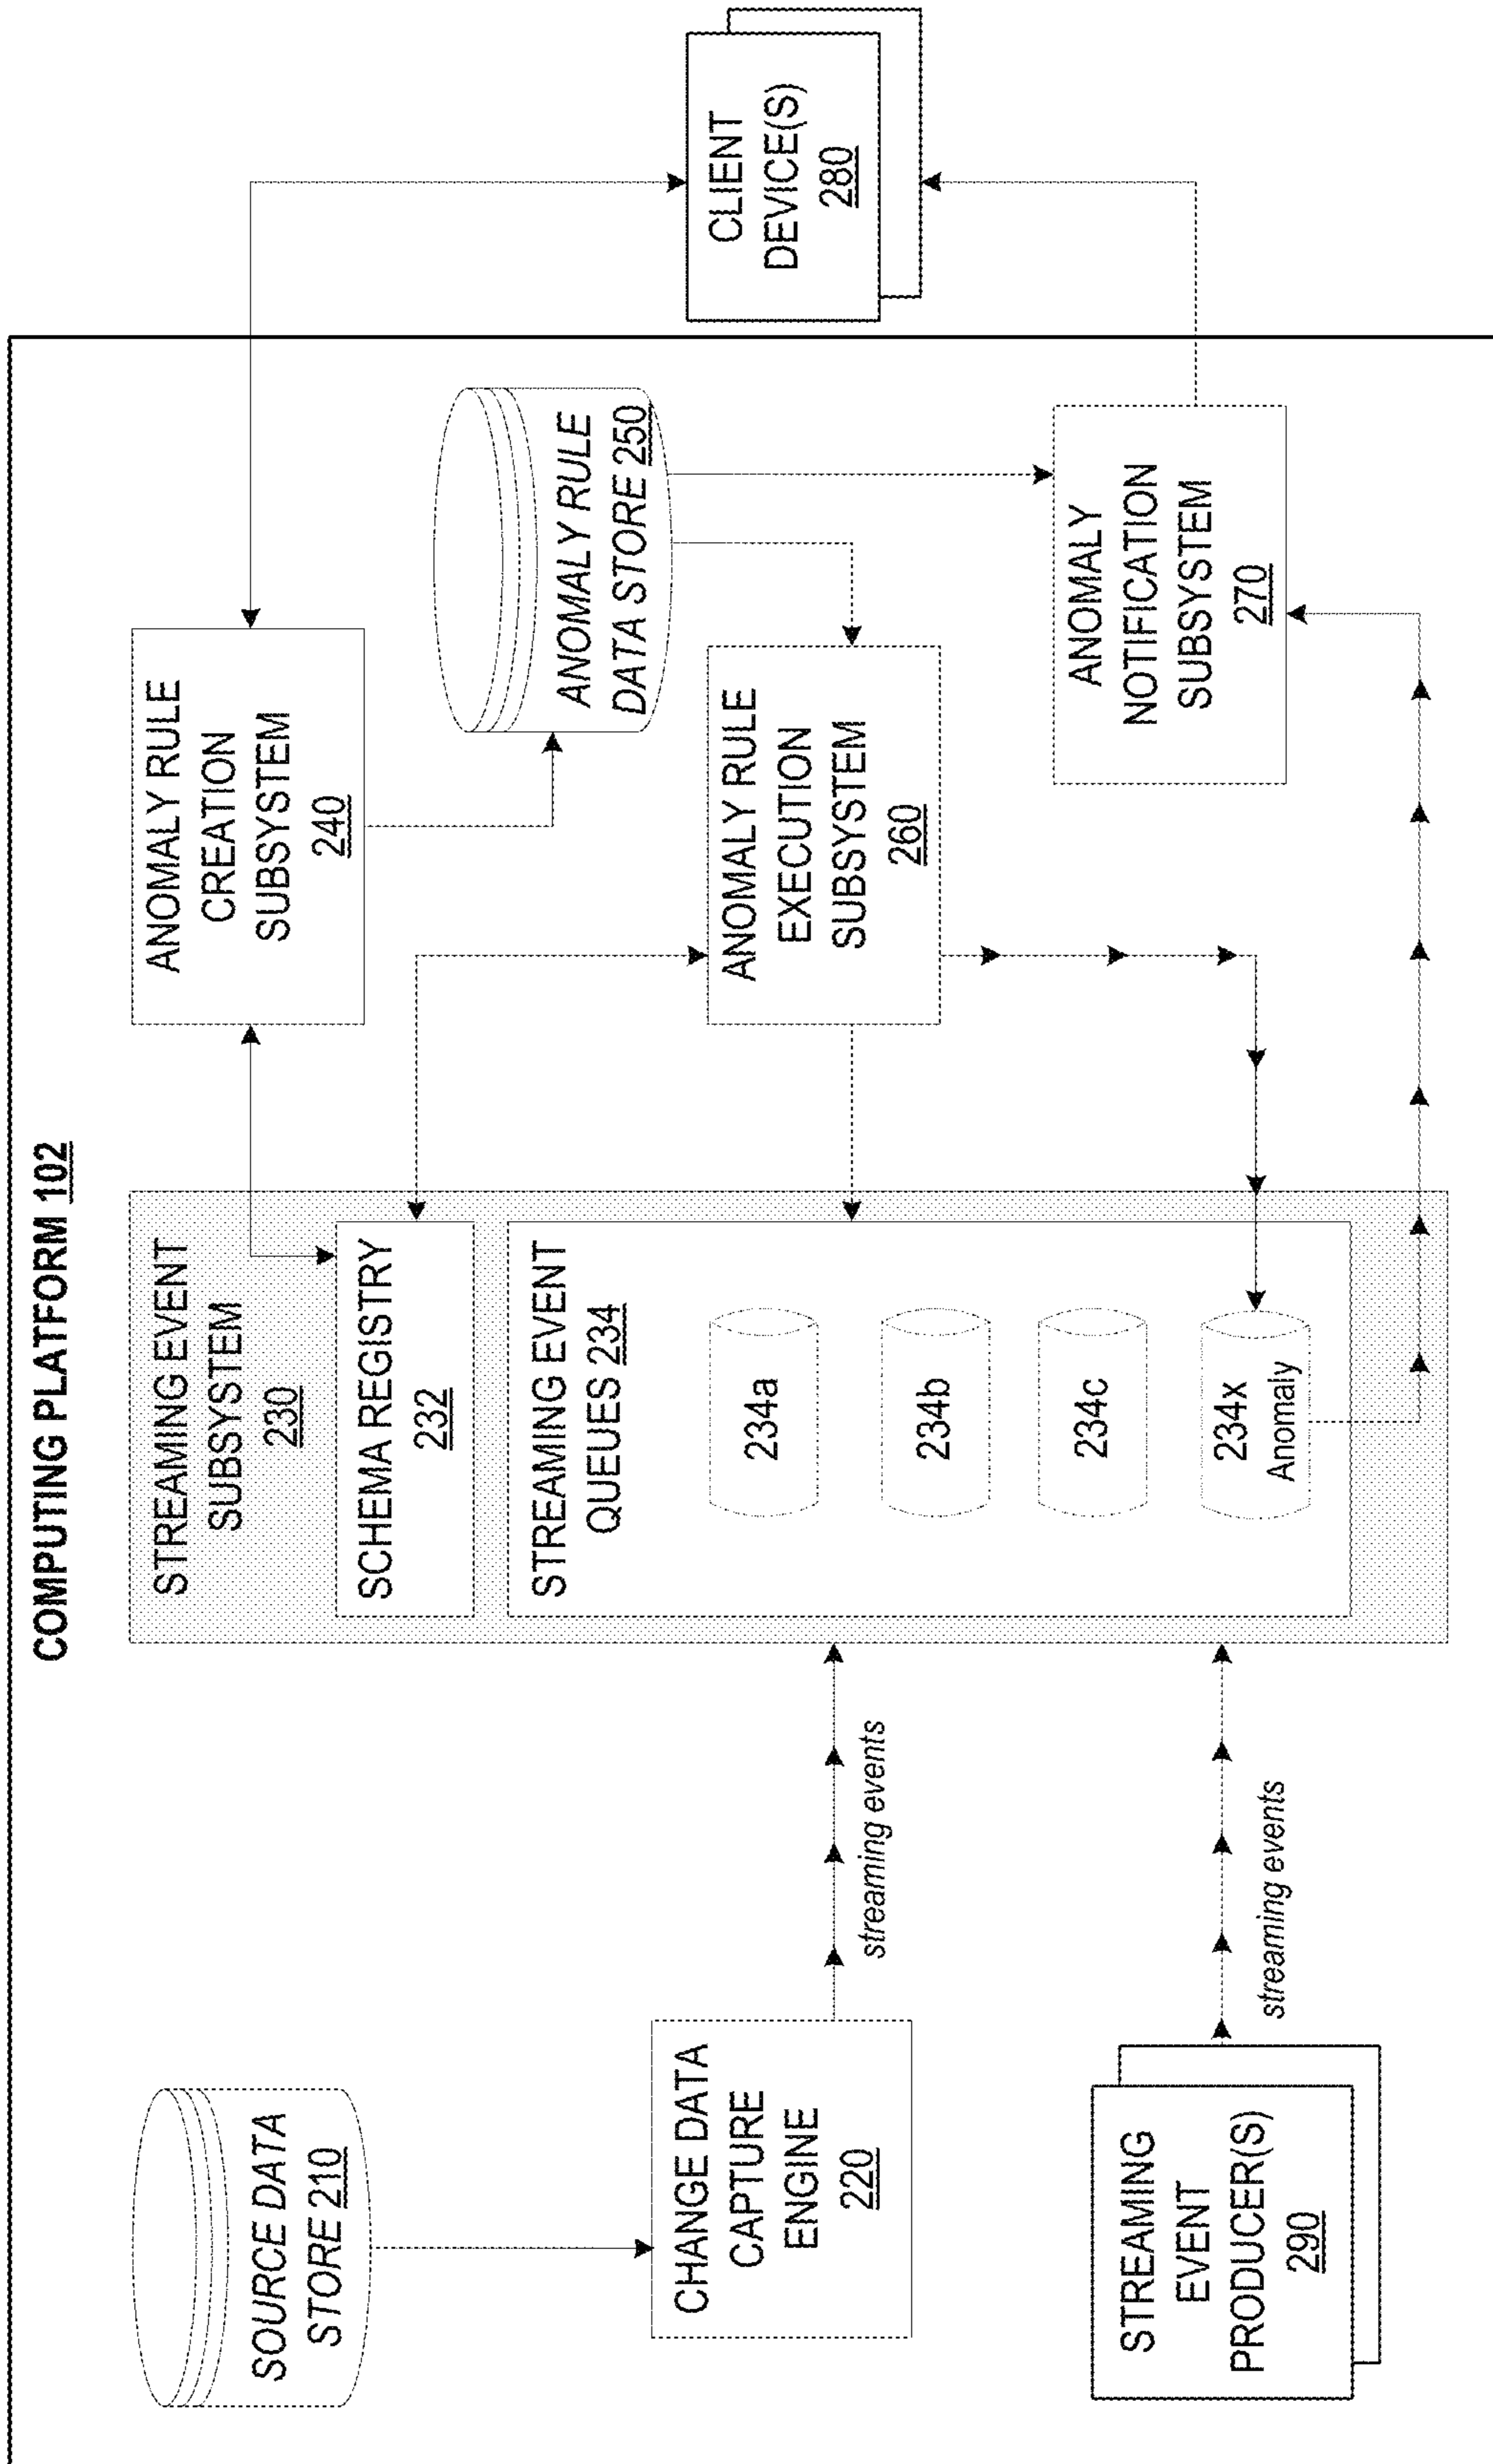 COMPUTING PLATFORM 102
SOURCE DATA
STORE 210
CHANGE DATA
CAPTURE
ENGINE
220
STREAMING
EVENT
PRODUCER(S)
290
streaming events
streaming events
STREAMING EVENT
SUBSYSTEM
230
SCHEMA REGISTRY
232
STREAMING EVENT
QUEUES 234
234a
234b
234c
234x
Anomaly
ANOMALY RULE
CREATION
SUBSYSTEM
240
ANOMALY RULE
DATA STORE 250
ANOMALY RULE
EXECUTION
SUBSYSTEM
260
ANOMALY
NOTIFICATION
SUBSYSTEM
270
CLIENT
DEVICE(S)
280